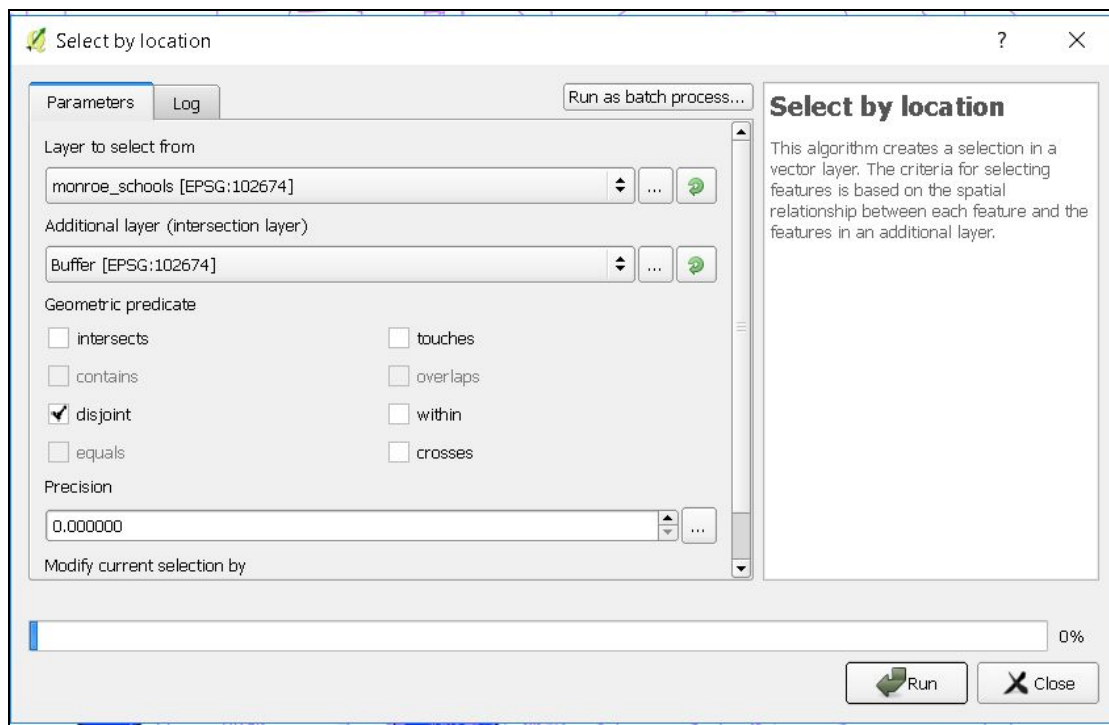 Select by location
?
Parameters
Log
Run as batch process...
Layer to select from
monroe_schools [EPSG:102674]
...
Additional layer (intersection layer)
Buffer [EPSG:102674]
...
Geometric predicate
intersects
touches
contains
overlaps
disjoint
within
equals
crosses
Precision
0.000000
...
Modify current selection by
Select by location
This algorithm creates a selection in a
vector layer. The criteria for selecting
features is based on the spatial
relationship between each feature and the
features in an additional layer.
0%
Run
Close